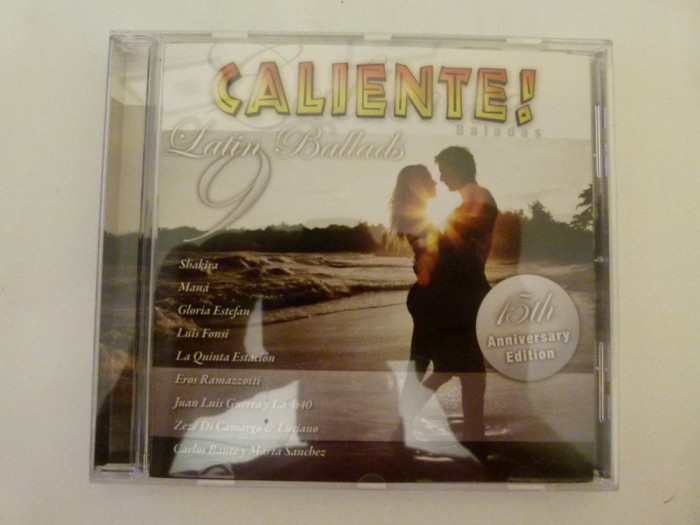 CALIENTE!
Baladas
Latin Ballads
9
Shakira
Maná
Gloria Estefan
Luis Fonsi
La Quinta Estación
Eros Ramazzotti
Juan Luis Guerra y La 4:40
Zezé Di Camargo & Luciano
Carlos Baute y Marta Sánchez
15th
Anniversary
Edition